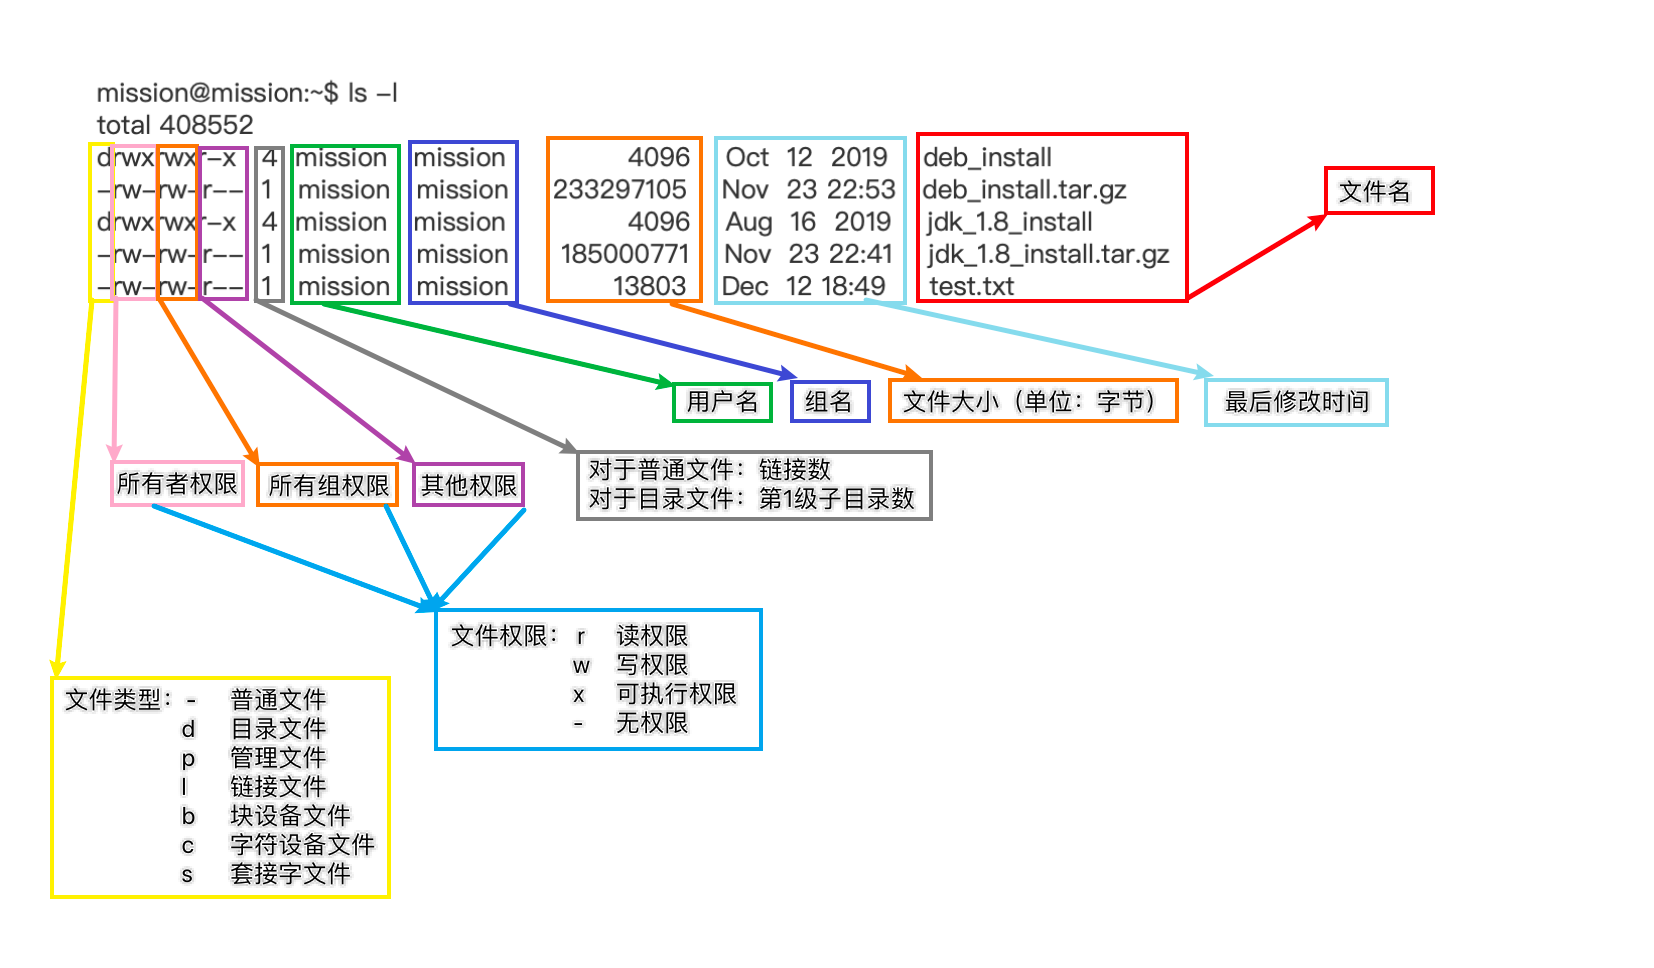 mission@mission:~$ ls -l
total 408552
drwxrwxr-x 4 mission mission 4096 Oct 12 2019 deb_install
-rw-rw-r-- 1 mission mission 233297105 Nov 23 22:53 deb_install.tar.gz
drwxrwxr-x 4 mission mission 4096 Aug 16 2019 jdk_1.8_install
-rw-rw-r-- 1 mission mission 185000771 Nov 23 22:41 jdk_1.8_install.tar.gz
-rw-rw-r-- 1 mission mission 13803 Dec 12 18:49 test.txt
文件名
用户名
组名
文件大小（单位：字节）
最后修改时间
所有者权限
所有组权限
其他权限
对于普通文件：链接数
对于目录文件：第1级子目录数
文件权限： r 读权限
w 写权限
x 可执行权限
- 无权限
文件类型： - 普通文件
d 目录文件
p 管理文件
l 链接文件
b 块设备文件
c 字符设备文件
s 套接字文件